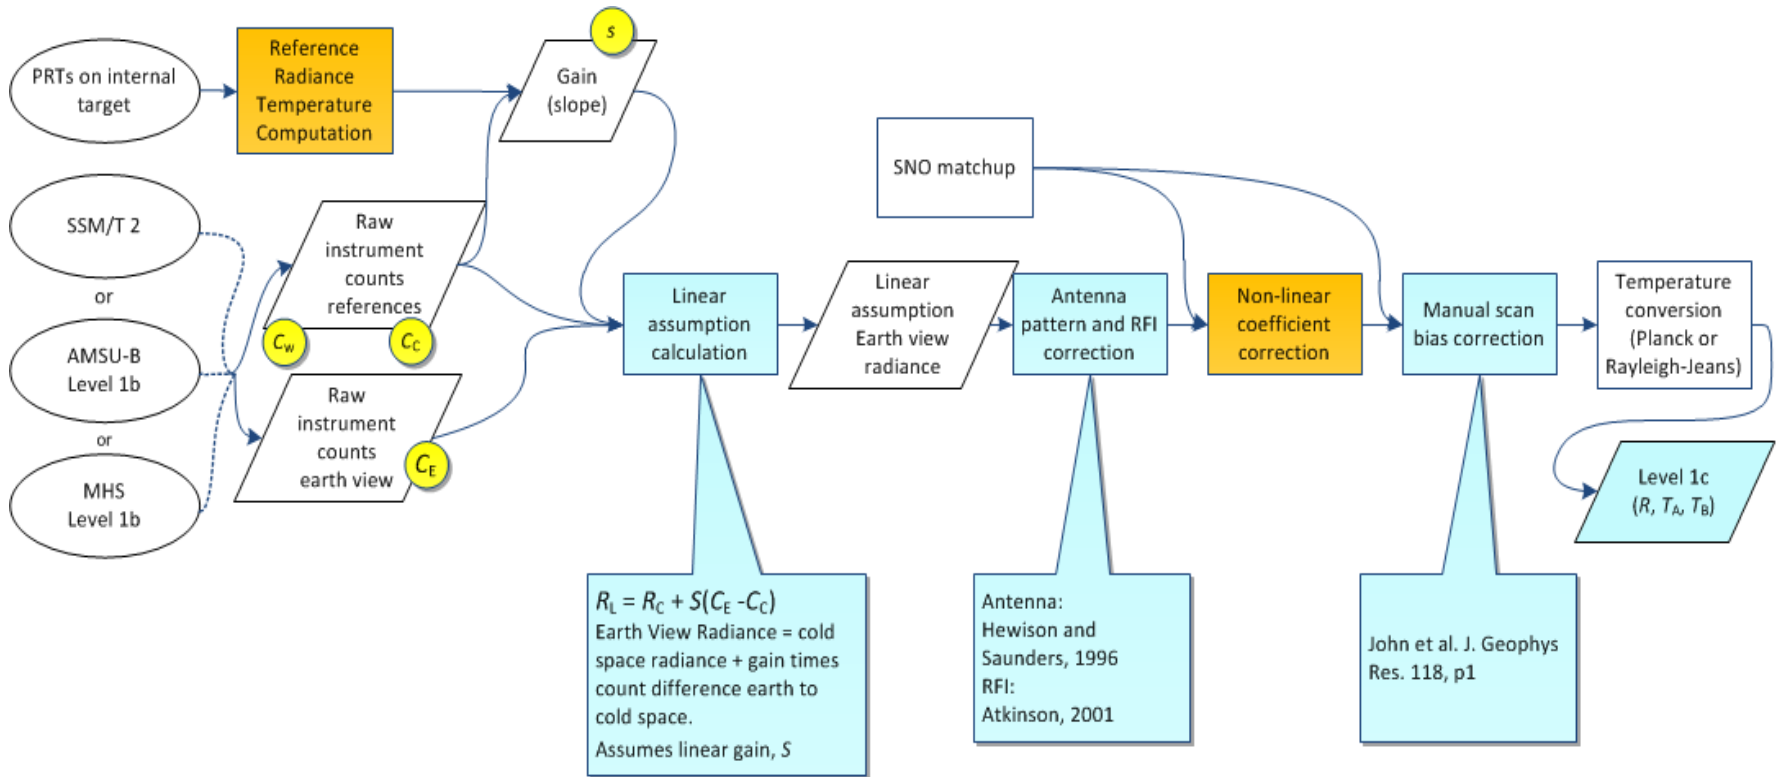 PRTs on internal
target
Reference
Radiance
Temperature
Computation
s
Gain
(slope)
SSM/T 2
or
AMSU-B
Level 1b
or
MHS
Level 1b
Raw
instrument
counts
references
Cw
CC
Raw
instrument
counts
earth view
CE
Linear
assumption
calculation
Linear
assumption
Earth view
radiance
SNO matchup
Antenna
pattern and RFI
correction
Non-linear
coefficient
correction
Manual scan
bias correction
Temperature
conversion
(Planck or
Rayleigh-Jeans)
Level 1c
(R, TA, TB)
RL = RC + S(CE -CC)
Earth View Radiance = cold
space radiance + gain times
count difference earth to
cold space.
Assumes linear gain, S
Antenna:
Hewison and
Saunders, 1996
RFI:
Atkinson, 2001
John et al. J. Geophys
Res. 118, p1